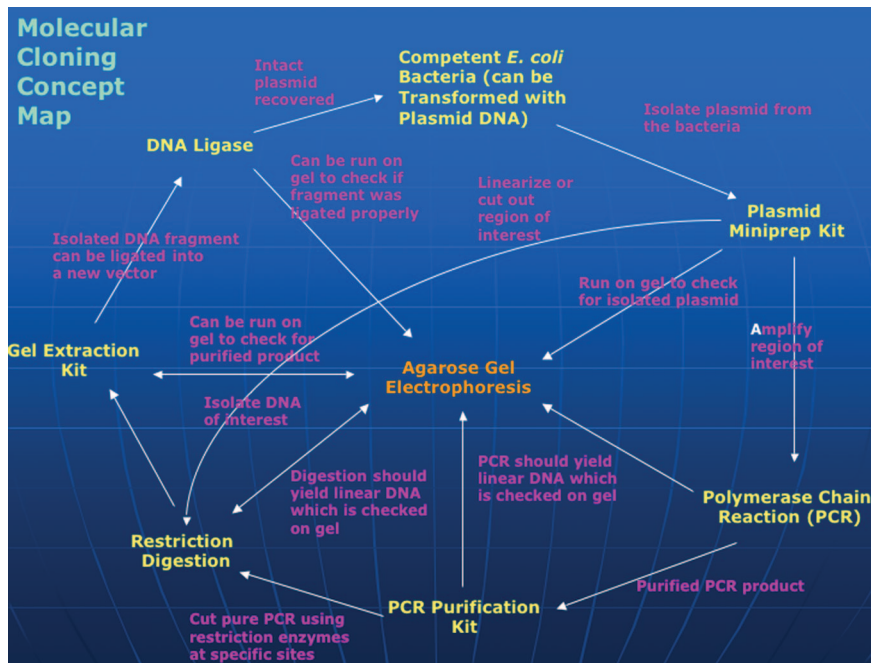 Molecular
Cloning
Concept
Map
Intact
plasmid
recovered
Competent E. coli
Bacteria (can be
Transformed with
Plasmid DNA)
Isolate plasmid from
the bacteria
DNA Ligase
Can be run on
gel to check if
fragment was
ligated properly
Linearize or
cut out
region of
interest
Plasmid
Miniprep Kit
Isolated DNA fragment
can be ligated into
a new vector
Run on gel to check
for isolated plasmid
Can be run on
gel to check for
purified product
Amplify
region of
interest
Gel Extraction
Kit
Agarose Gel
Electrophoresis
Isolate DNA
of interest
Digestion should
yield linear DNA
which is checked
on gel
PCR should yield
linear DNA which
is checked on gel
Polymerase Chain
Reaction (PCR)
Restriction
Digestion
Purified PCR product
PCR Purification
Kit
Cut pure PCR using
restriction enzymes
at specific sites